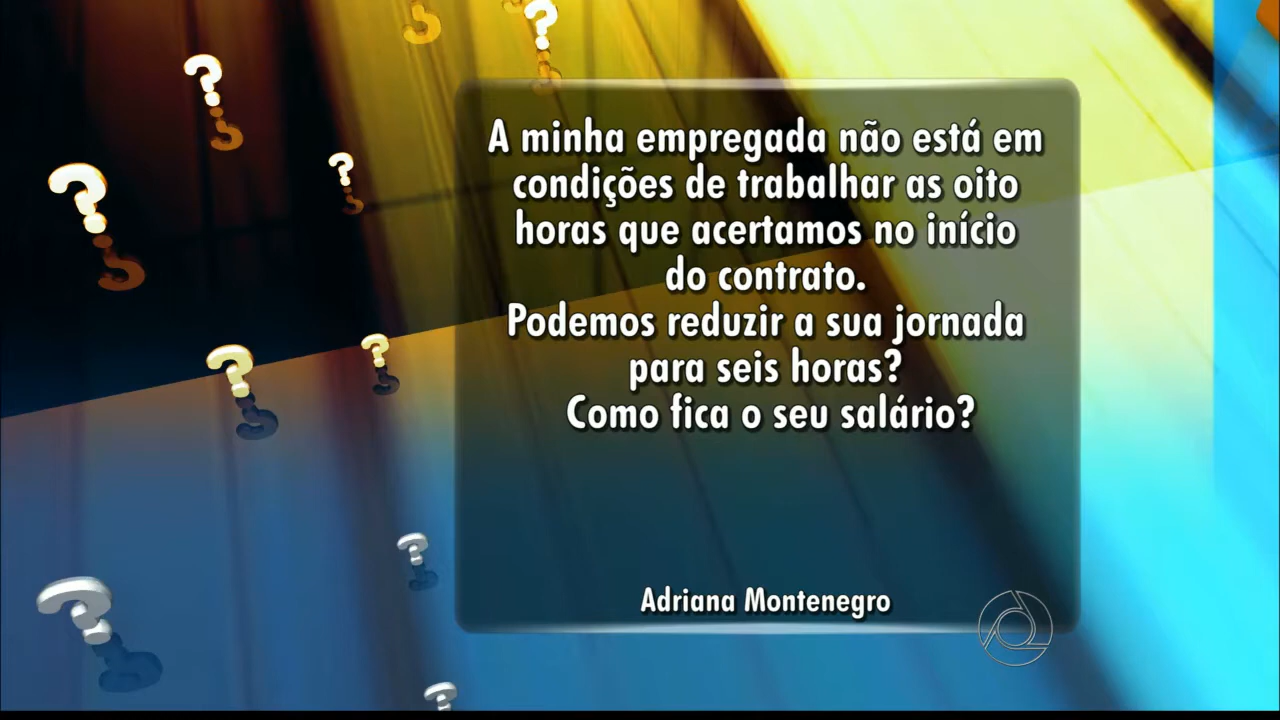 A minha empregada não está em
condições de trabalhar as oito
horas que acertamos no início
do contrato.
Podemos reduzir a sua jornada
para seis horas?
Como fica o seu salário?
Adriana Montenegro